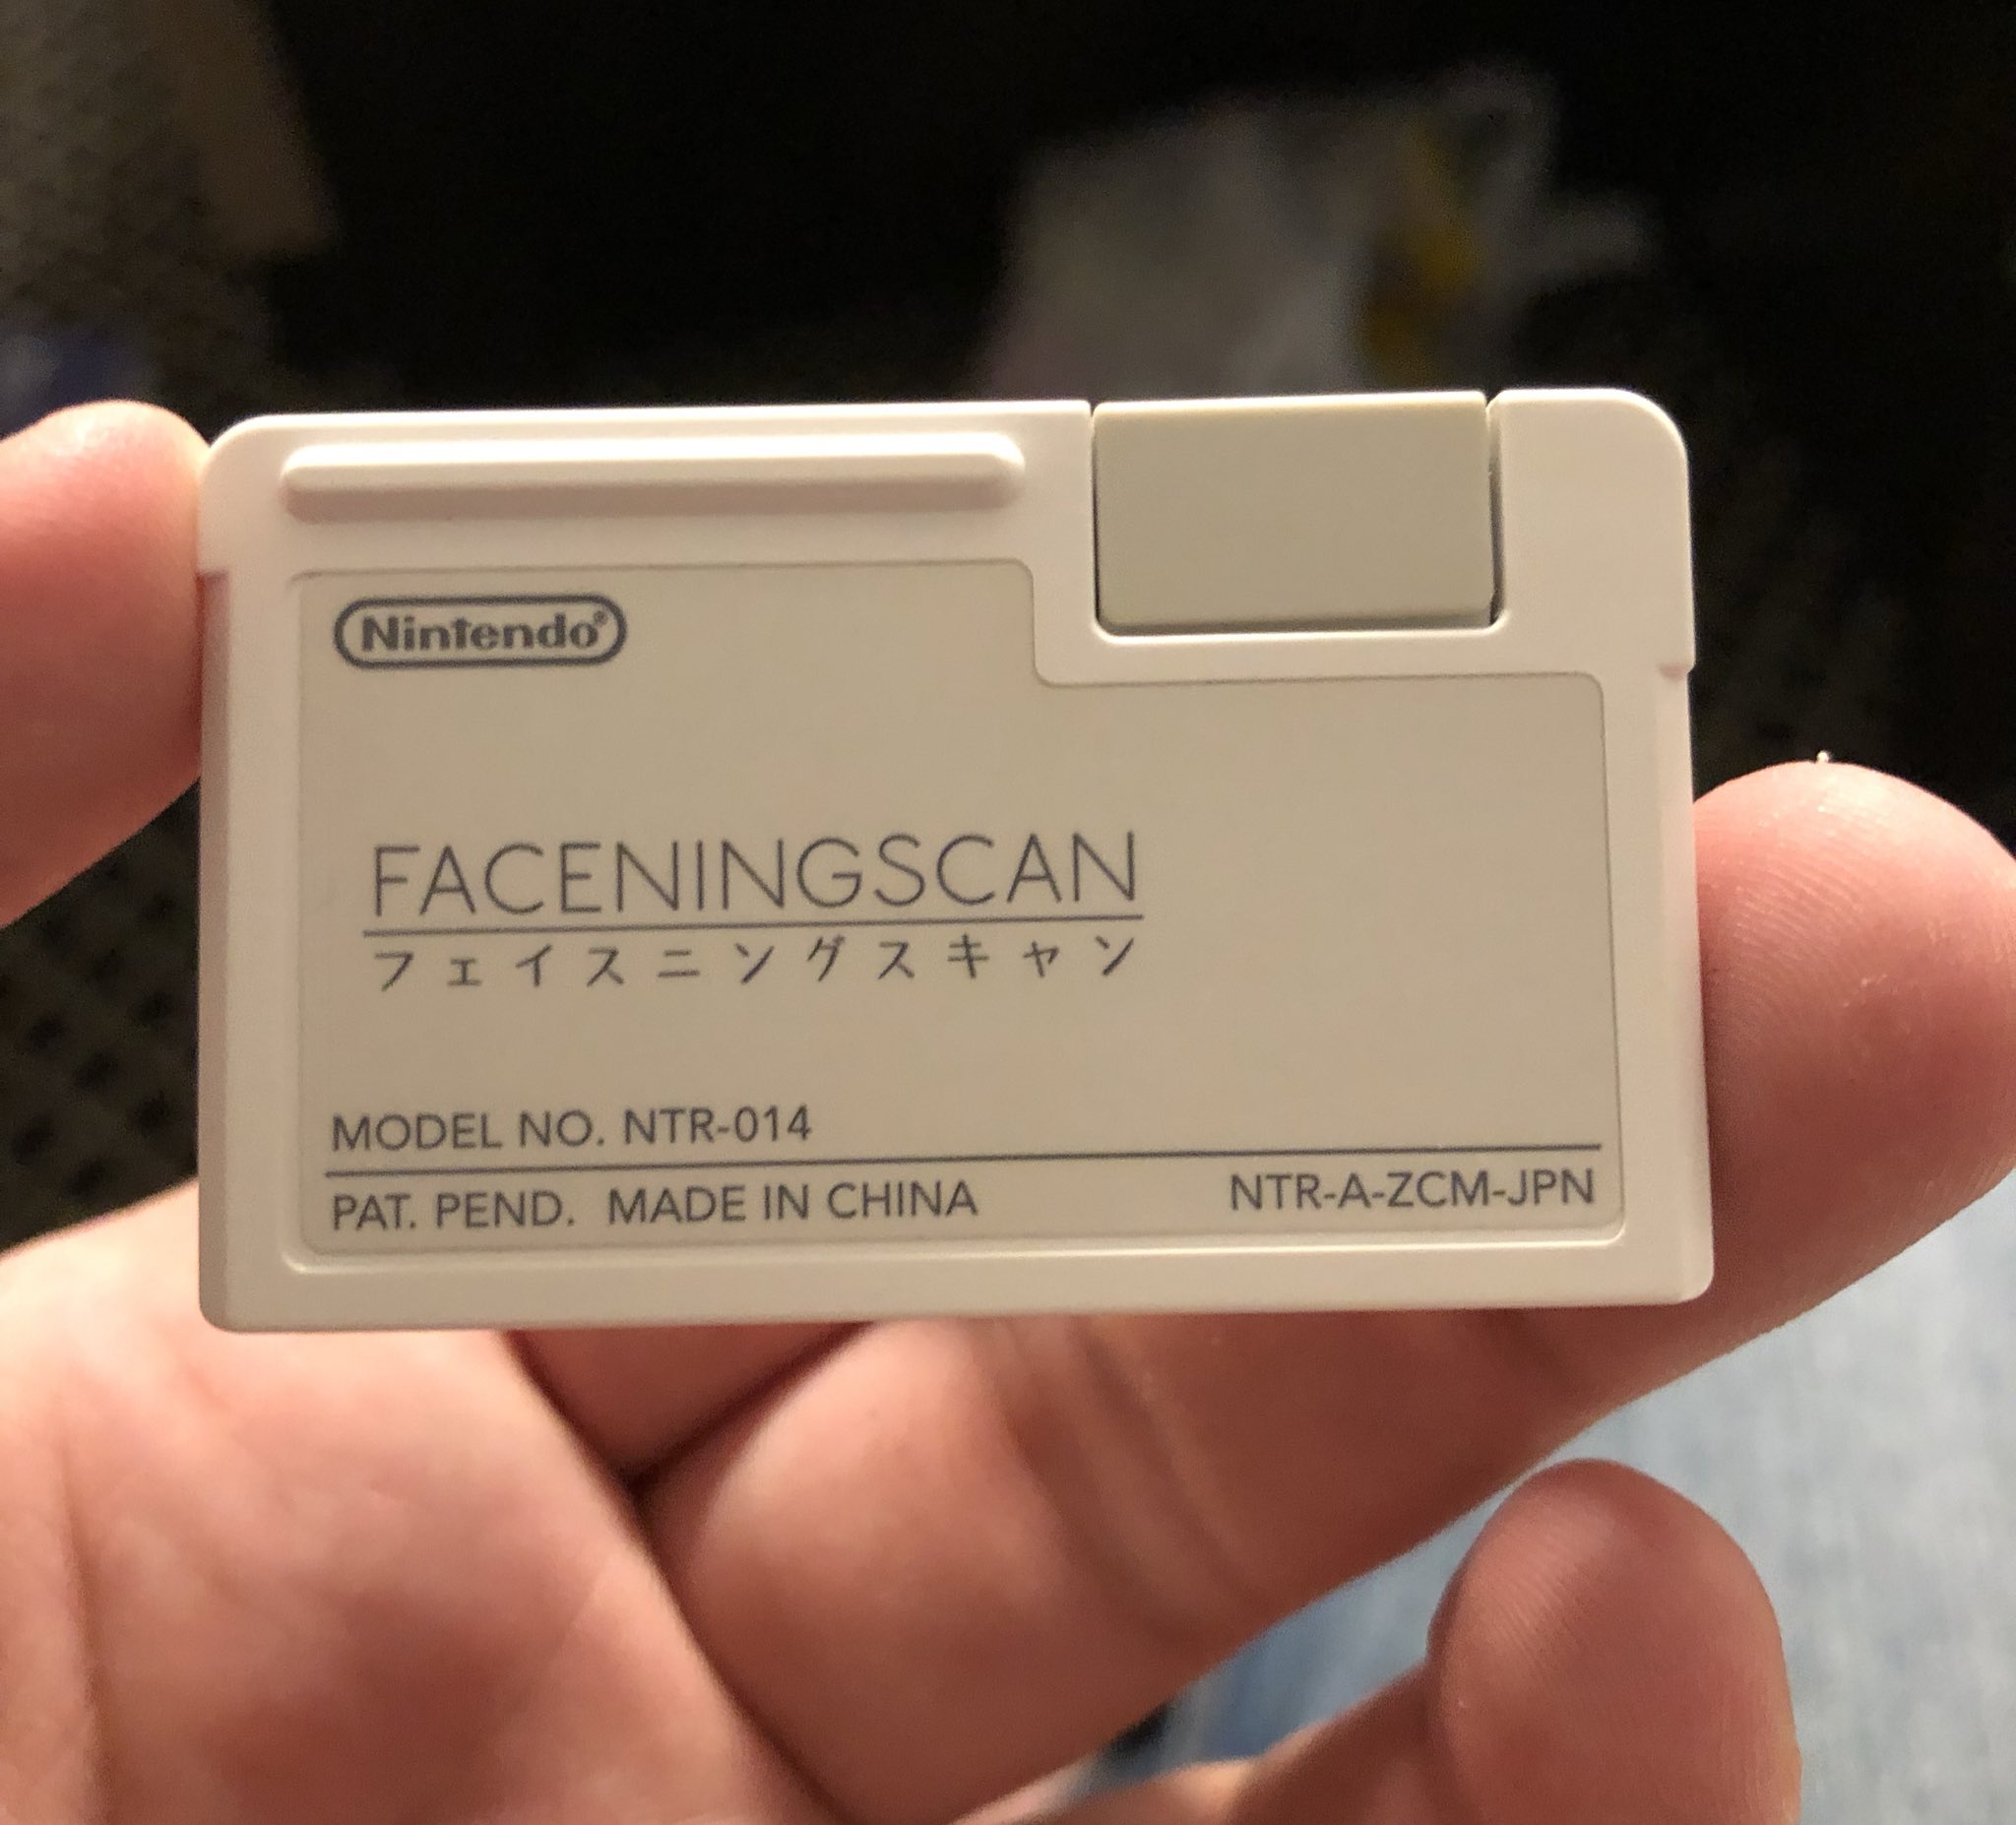 Nintendo®
FACENINGSCAN
フェイスニングスキャン
MODEL NO. NTR-014
PAT. PEND. MADE IN CHINA NTR-A-ZCM-JPN